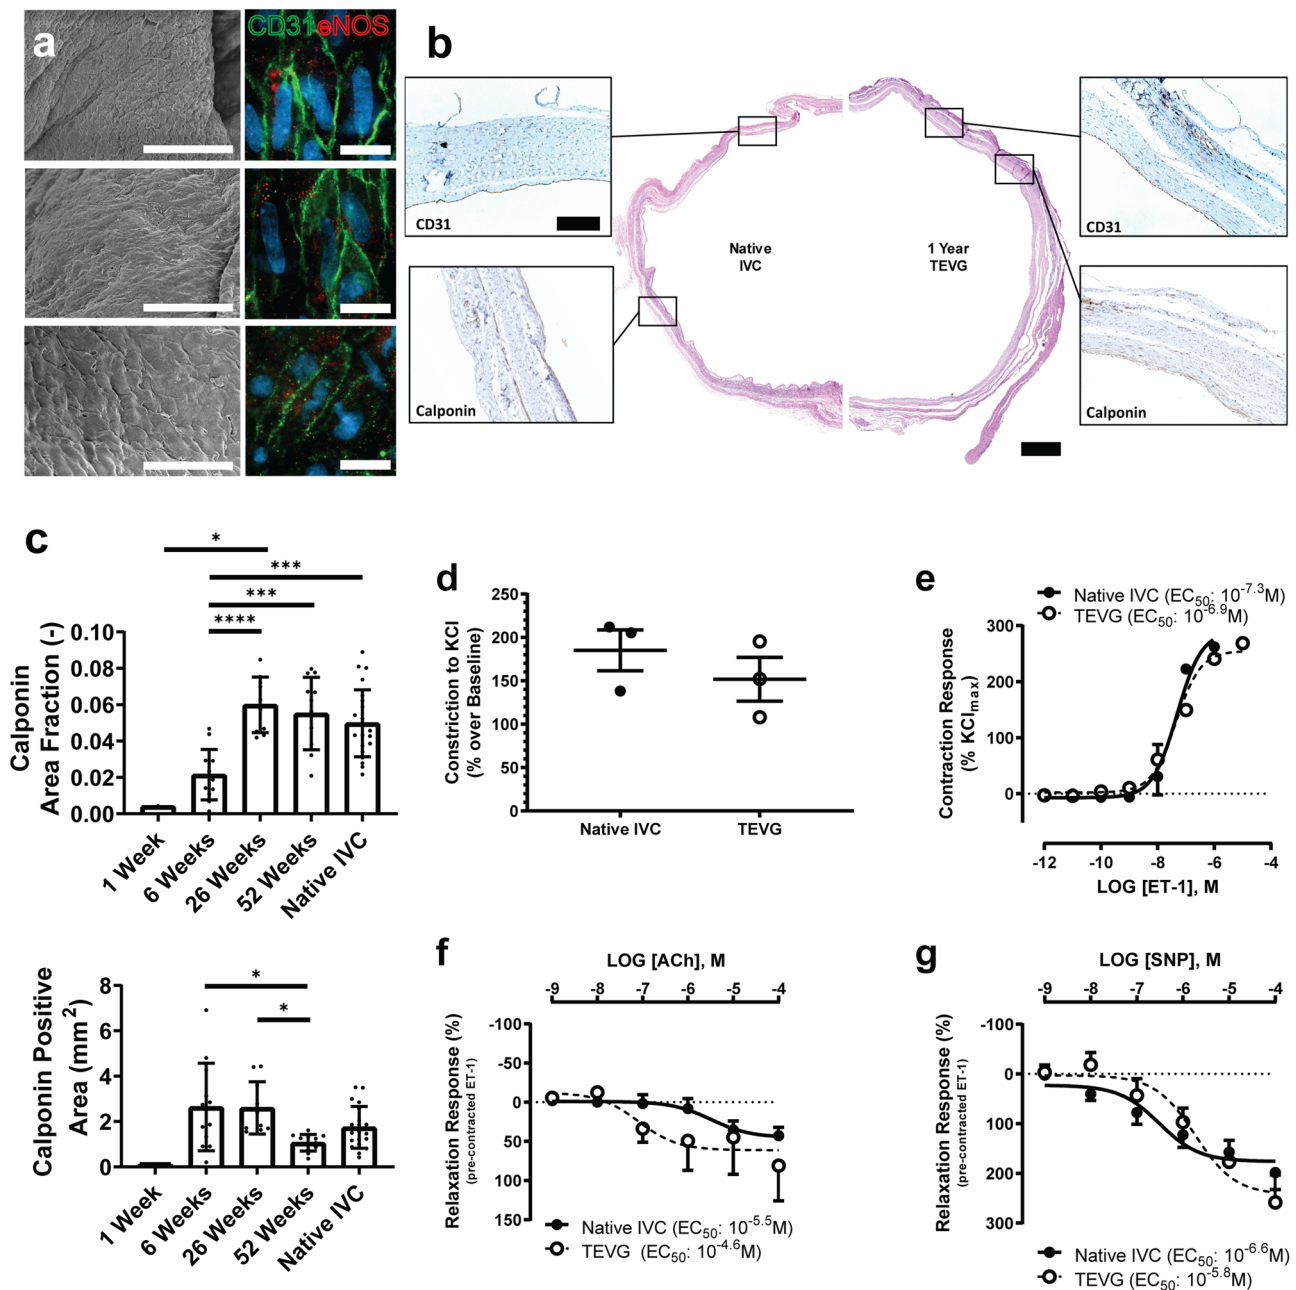 a
CD31eNOS
b
CD31
Calponin
Native
IVC
1 Year
TEVG
CD31
Calponin
c
*
***
***
****
Calponin
Area Fraction (-)
0.10
0.08
0.06
0.04
0.02
0.00
1 Week
6 Weeks
26 Weeks
52 Weeks
Native IVC
d
Constriction to KCl
(% over Baseline)
250
200
150
100
50
0
Native IVC
TEVG
e
Native IVC (EC50: 10-7.3M)
TEVG (EC50: 10-6.9M)
Contraction Response
(% KClmax)
300
200
100
0
-12
-10
-8
-6
-4
LOG [ET-1], M
*
*
Calponin Positive
Area (mm2)
8
6
4
2
0
1 Week
6 Weeks
26 Weeks
52 Weeks
Native IVC
f
LOG [ACh], M
-9
-8
-7
-6
-5
-4
Relaxation Response (%)
(pre-contracted ET-1)
-100
-50
0
50
100
150
Native IVC (EC50: 10-5.5M)
TEVG (EC50: 10-4.6M)
g
LOG [SNP], M
-9
-8
-7
-6
-5
-4
Relaxation Response (%)
(pre-contracted ET-1)
-100
0
100
200
300
Native IVC (EC50: 10-6.6M)
TEVG (EC50: 10-5.8M)